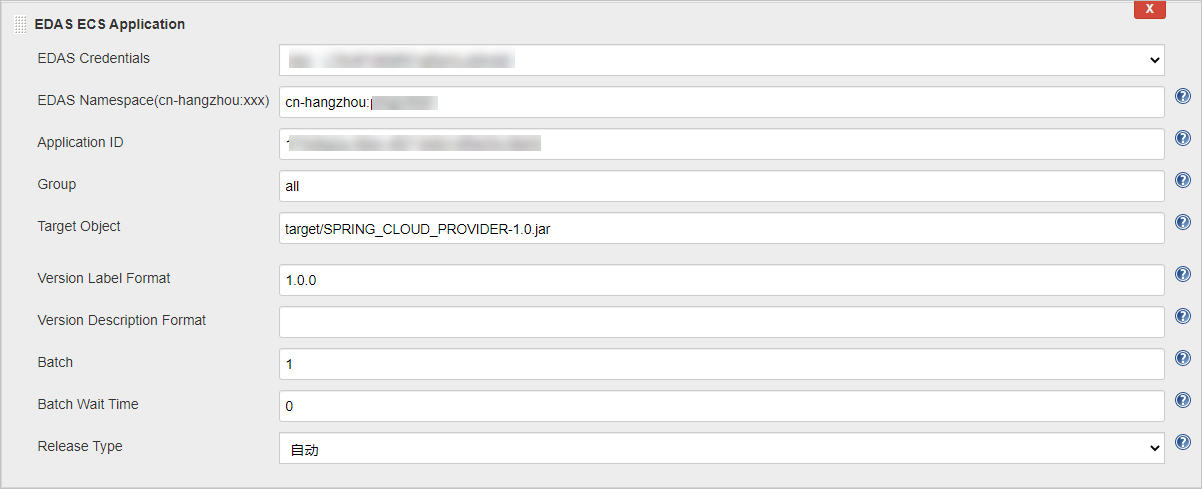 X
EDAS ECS Application
EDAS Credentials
EDAS Namespace(cn-hangzhou:xxx) cn-hangzhou:
Application ID
Group all
Target Object target/SPRING_CLOUD_PROVIDER-1.0.jar
Version Label Format 1.0.0
Version Description Format
Batch 1
Batch Wait Time 0
Release Type 自动